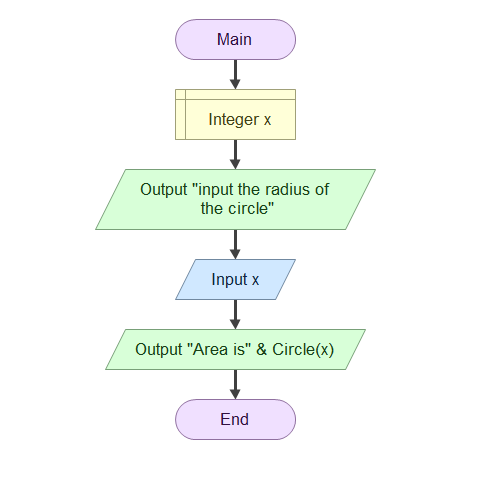 Main
Integer x
Output "input the radius of
the circle"
Input x
Output "Area is" & Circle(x)
End